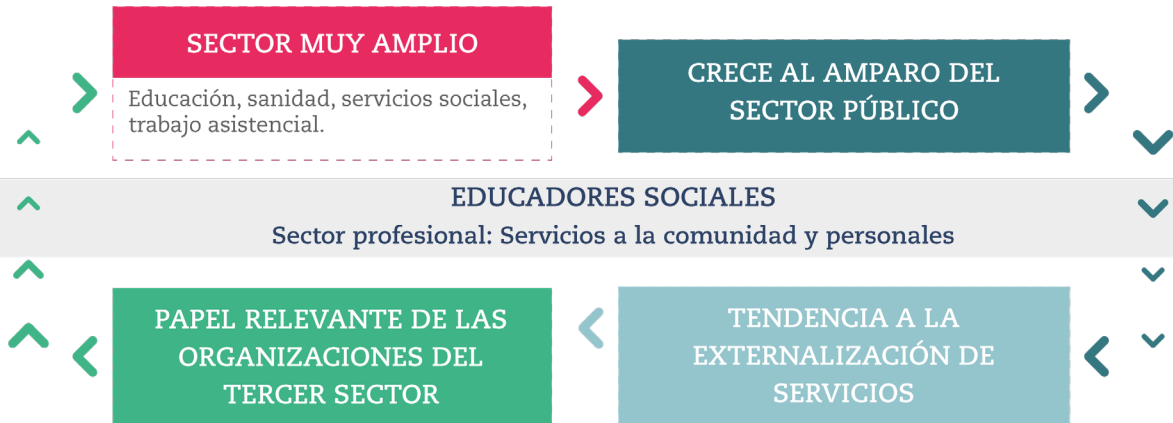 SECTOR MUY AMPLIO
Educación, sanidad, servicios sociales,
trabajo asistencial.
CRECE AL AMPARO DEL
SECTOR PÚBLICO
EDUCADORES SOCIALES
Sector profesional: Servicios a la comunidad y personales
PAPEL RELEVANTE DE LAS
ORGANIZACIONES DEL
TERCER SECTOR
TENDENCIA A LA
EXTERNALIZACIÓN DE
SERVICIOS